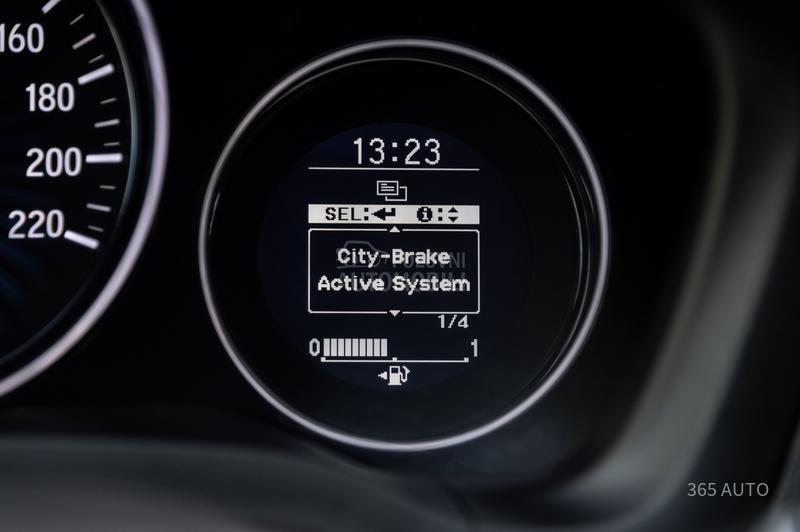 160
180
200
220
13:23
SEL: i:
City-Brake
Active System
1/4
0 1
365 AUTO